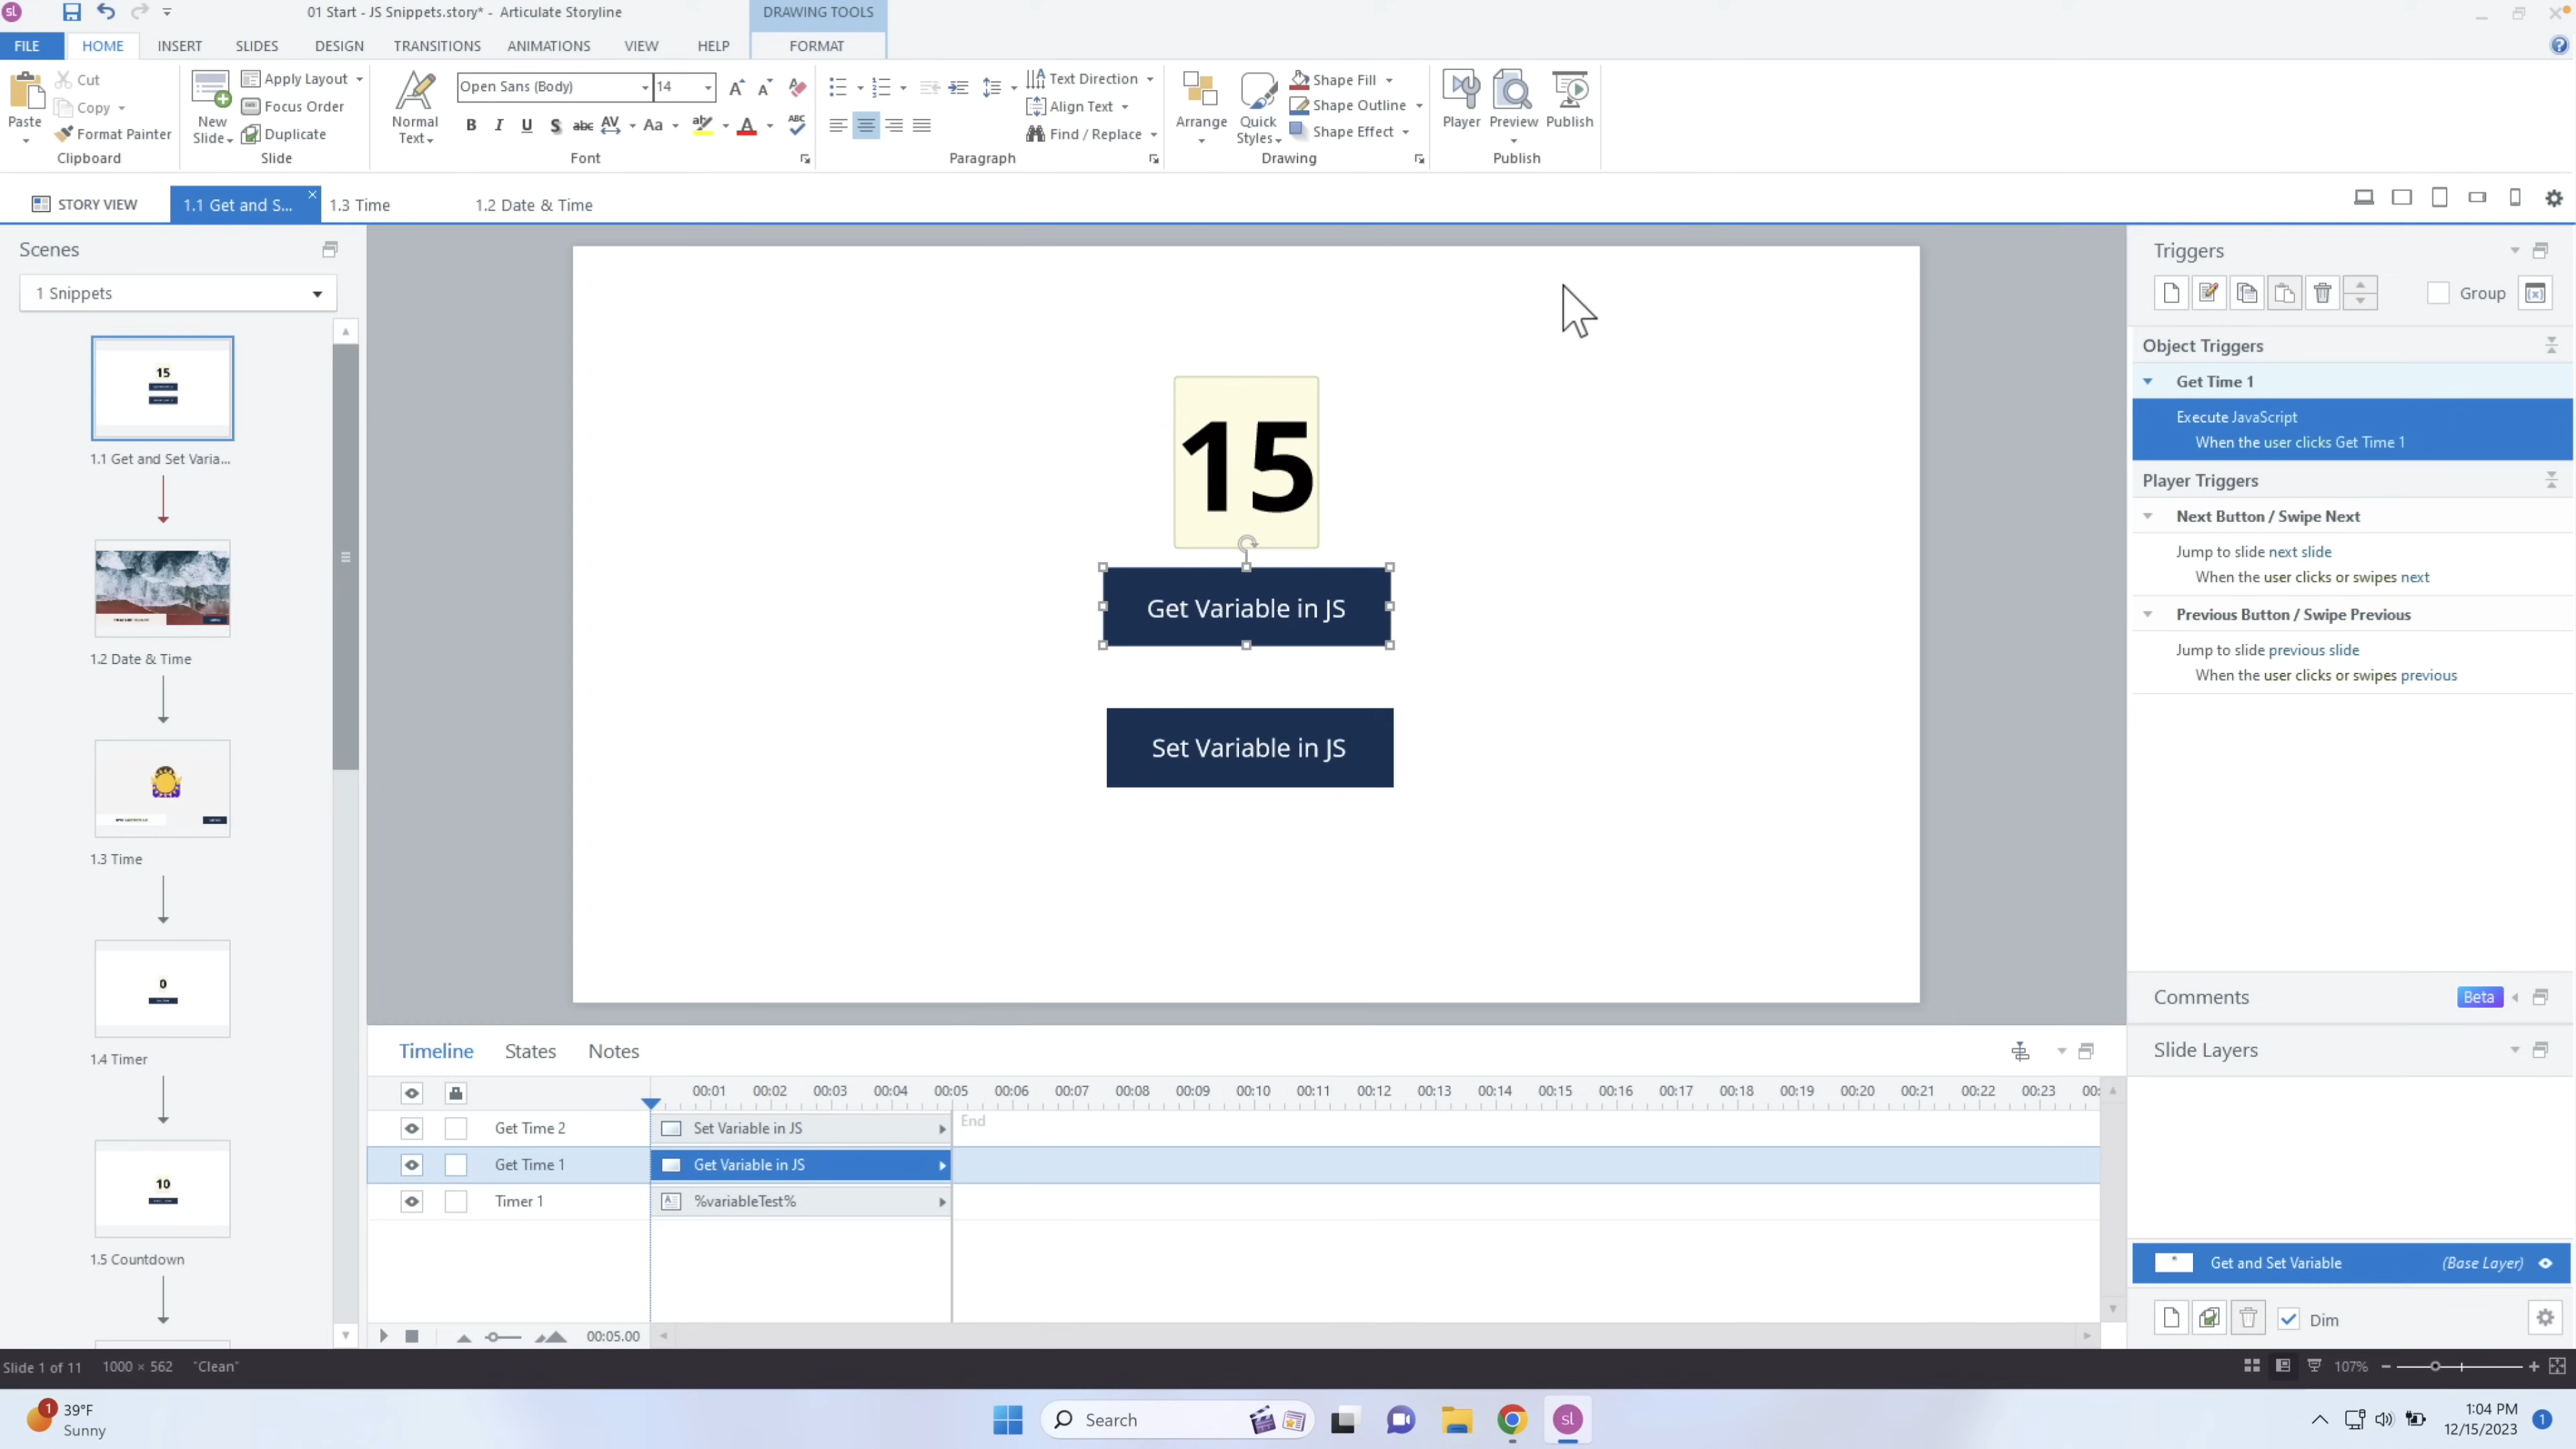 sl
01 Start - JS Snippets.story* - Articulate Storyline
DRAWING TOOLS
FILE HOME INSERT SLIDES DESIGN TRANSITIONS ANIMATIONS VIEW HELP FORMAT
Paste
Cut
Copy
Format Painter
Clipboard
New Slide
Apply Layout
Focus Order
Duplicate
Slide
Normal Text
Open Sans (Body) 14
Font
Text Direction
Align Text
Find / Replace
Paragraph
Arrange
Quick Styles
Shape Fill
Shape Outline
Shape Effect
Drawing
Player Preview Publish
Publish
STORY VIEW 1.1 Get and S... 1.3 Time 1.2 Date & Time
Scenes
1 Snippets
15
1.1 Get and Set Varia...
1.2 Date & Time
1.3 Time
0
1.4 Timer
10
1.5 Countdown
15
Get Variable in JS
Set Variable in JS
Triggers
Group
Object Triggers
Get Time 1
Execute JavaScript
When the user clicks Get Time 1
Player Triggers
Next Button / Swipe Next
Jump to slide next slide
When the user clicks or swipes next
Previous Button / Swipe Previous
Jump to slide previous slide
When the user clicks or swipes previous
Comments Beta
Slide Layers
Get and Set Variable (Base Layer)
Dim
Timeline States Notes
00:01 00:02 00:03 00:04 00:05 00:06 00:07 00:08 00:09 00:10 00:11 00:12 00:13 00:14 00:15 00:16 00:17 00:18 00:19 00:20 00:21 00:22 00:23 00:
Get Time 2 Set Variable in JS End
Get Time 1 Get Variable in JS
Timer 1 %variableTest%
00:05.00
Slide 1 of 11 1000 × 562 "Clean" 107%
1
39°F
Sunny
Search
sl
1:04 PM
12/15/2023
1